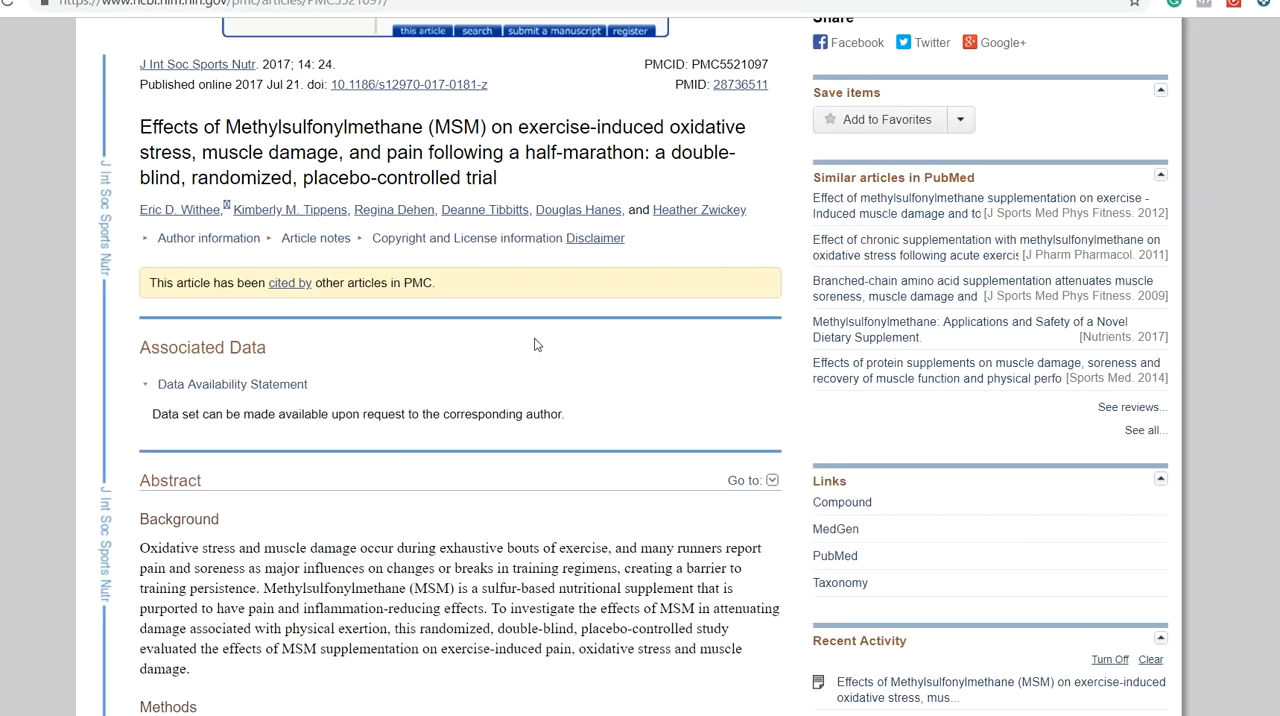 https://www.ncbi.nlm.nih.gov/pmc/articles/PMC5521097/
this article search submit a manuscript register
J Int Soc Sports Nutr. 2017; 14: 24.
PMCID: PMC5521097
Published online 2017 Jul 21. doi: 10.1186/s12970-017-0181-z
PMID: 28736511
Effects of Methylsulfonylmethane (MSM) on exercise-induced oxidative
stress, muscle damage, and pain following a half-marathon: a double-
blind, randomized, placebo-controlled trial
Eric D. Withee, Kimberly M. Tippens, Regina Dehen, Deanne Tibbitts, Douglas Hanes, and Heather Zwickey
Author information Article notes Copyright and License information Disclaimer
This article has been cited by other articles in PMC.
Associated Data
Data Availability Statement
Data set can be made available upon request to the corresponding author.
Abstract
Go to:
Background
Oxidative stress and muscle damage occur during exhaustive bouts of exercise, and many runners report
pain and soreness as major influences on changes or breaks in training regimens, creating a barrier to
training persistence. Methylsulfonylmethane (MSM) is a sulfur-based nutritional supplement that is
purported to have pain and inflammation-reducing effects. To investigate the effects of MSM in attenuating
damage associated with physical exertion, this randomized, double-blind, placebo-controlled study
evaluated the effects of MSM supplementation on exercise-induced pain, oxidative stress and muscle
damage.
Methods
J Int Soc Sports Nutr
J Int Soc Sports Nutr
Share
Facebook Twitter Google+
Save items
Add to Favorites
Similar articles in PubMed
Effect of methylsulfonylmethane supplementation on exercise -
Induced muscle damage and to [J Sports Med Phys Fitness. 2012]
Effect of chronic supplementation with methylsulfonylmethane on
oxidative stress following acute exercis [J Pharm Pharmacol. 2011]
Branched-chain amino acid supplementation attenuates muscle
soreness, muscle damage and [J Sports Med Phys Fitness. 2009]
Methylsulfonylmethane: Applications and Safety of a Novel
Dietary Supplement. [Nutrients. 2017]
Effects of protein supplements on muscle damage, soreness and
recovery of muscle function and physical perfo [Sports Med. 2014]
See reviews...
See all...
Links
Compound
MedGen
PubMed
Taxonomy
Recent Activity
Turn Off Clear
Effects of Methylsulfonylmethane (MSM) on exercise-induced
oxidative stress, mus...